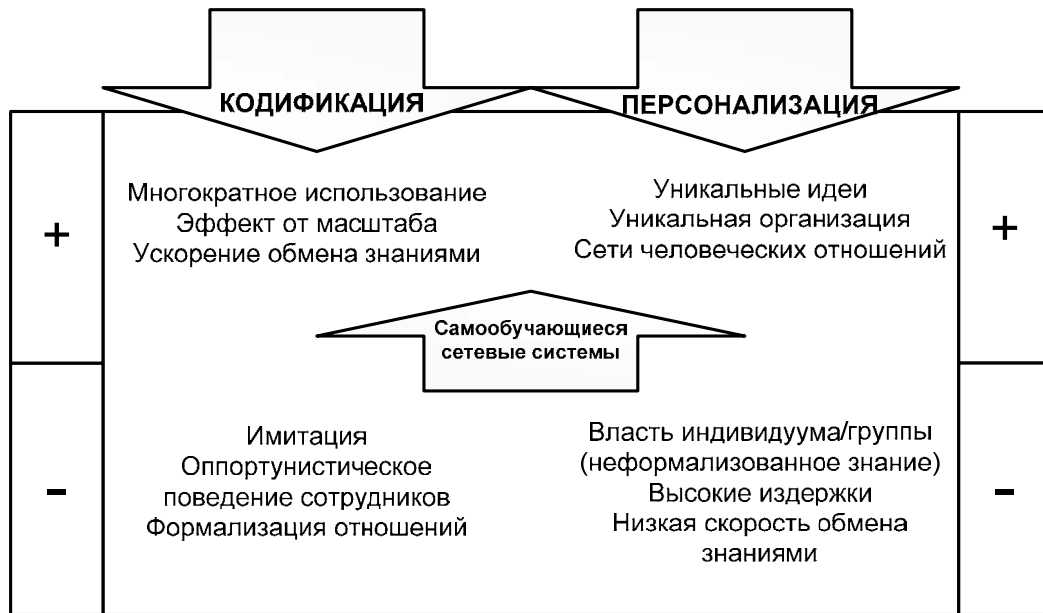 КОДИФИКАЦИЯ
ПЕРСОНАЛИЗАЦИЯ
+
Многократное использование
Эффект от масштаба
Ускорение обмена знаниями
Уникальные идеи
Уникальная организация
Сети человеческих отношений
+
Самообучающиеся
сетевые системы
-
Имитация
Оппортунистическое
поведение сотрудников
Формализация отношений
Власть индивидуума/группы
(неформализованное знание)
Высокие издержки
Низкая скорость обмена
знаниями
-